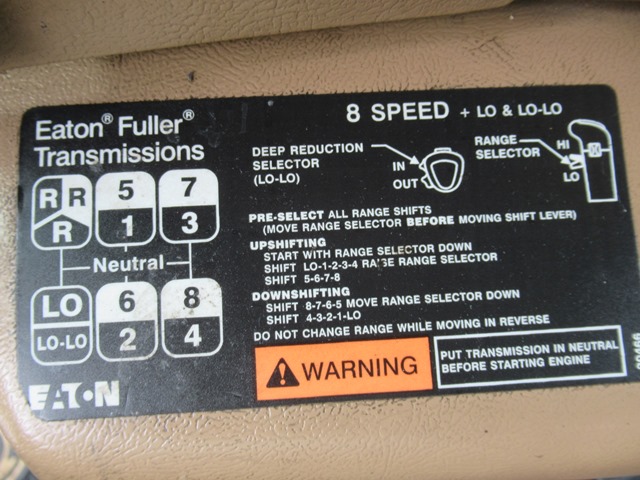 Eaton® Fuller®
Transmissions
8 SPEED + LO & LO-LO
DEEP REDUCTION
SELECTOR
(LO-LO)
IN
OUT
RANGE
SELECTOR
HI
LO
R R 5 7
R 1 3
Neutral
LO 6 8
LO-LO 2 4
PRE-SELECT ALL RANGE SHIFTS
(MOVE RANGE SELECTOR BEFORE MOVING SHIFT LEVER)
UPSHIFTING
START WITH RANGE SELECTOR DOWN
SHIFT LO-1-2-3-4 RAISE RANGE SELECTOR
SHIFT 5-6-7-8
DOWNSHIFTING
SHIFT 8-7-6-5 MOVE RANGE SELECTOR DOWN
SHIFT 4-3-2-1-LO
DO NOT CHANGE RANGE WHILE MOVING IN REVERSE
WARNING
PUT TRANSMISSION IN NEUTRAL
BEFORE STARTING ENGINE
EATON